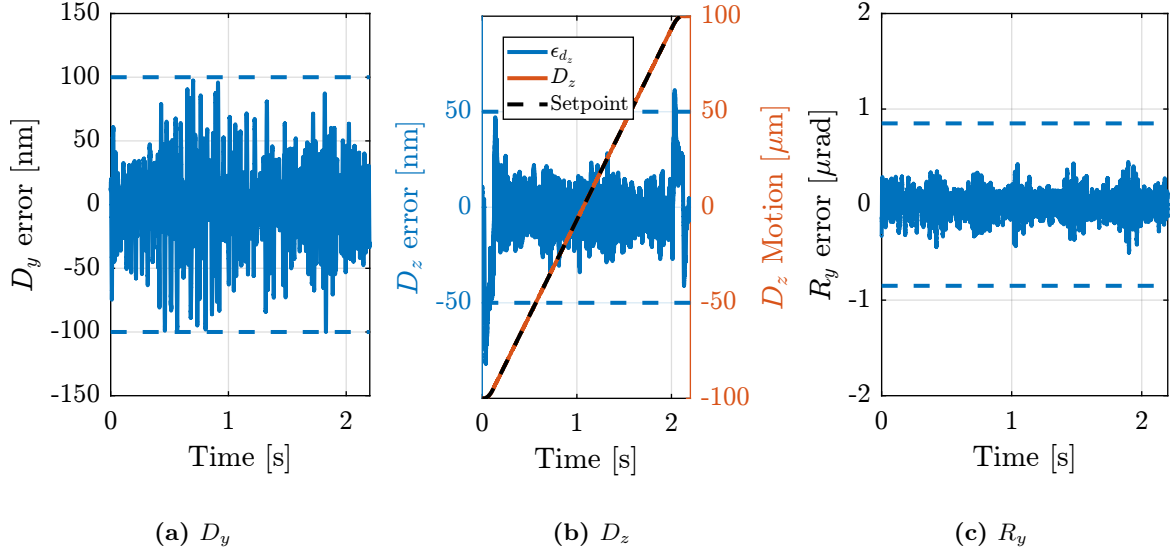 150
100
50
0
-50
-100
-150
0
1
2
D_y error [nm]
Time [s]
(a) D_y
50
0
-50
0
1
2
100
50
0
-50
-100
D_z error [nm]
D_z Motion [μm]
ϵ_{d_z}
D_z
Setpoint
Time [s]
(b) D_z
2
1
0
-1
-2
0
1
2
R_y error [μrad]
Time [s]
(c) R_y